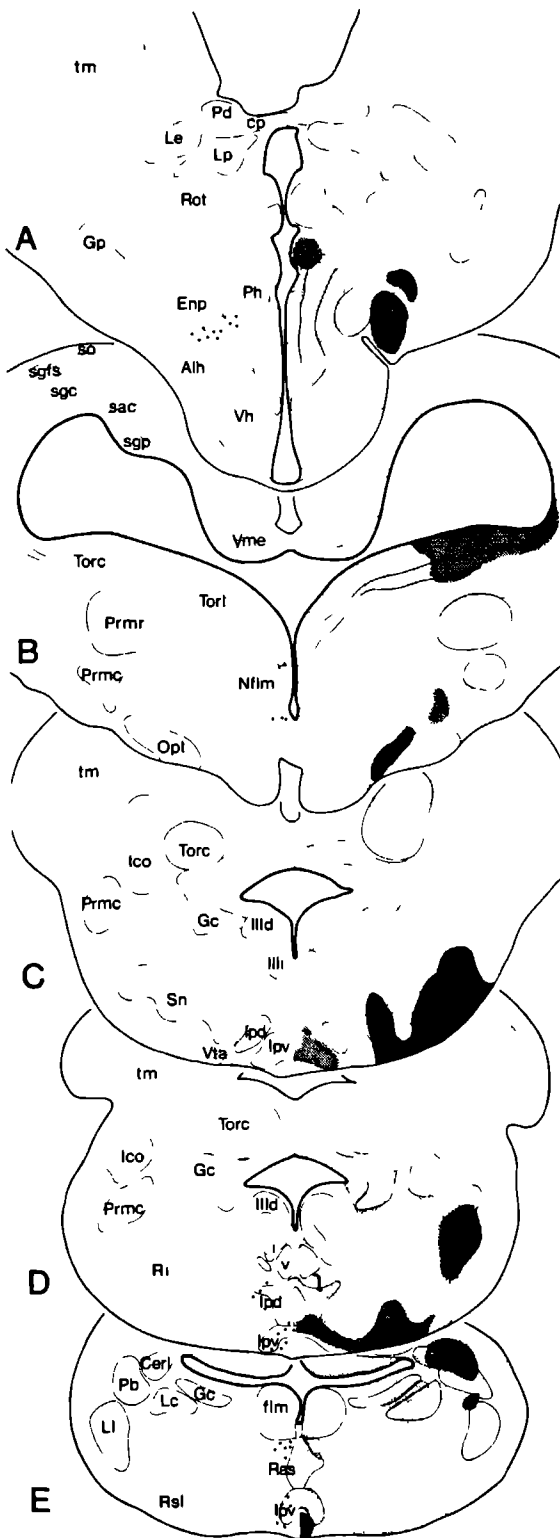 tm
Pd
cp
Le
Lp
Rot
A
Gp
Ph
Enp
Alh
Vh
so
sgfs
sgc
sac
sgp
Vme
Torc
Torl
Prmr
B
Prmc
Nflm
Opt
tm
Torc
Ico
Prmc
Gc
IIId
IIIi
C
Sn
Ipd
Ipv
Vta
tm
Torc
Ico
Gc
Prmc
IIId
IV
D
Ri
Ipd
Ipv
Cerl
Pb
Lc
Gc
flm
Ll
Ras
E
Rsl
Ipv